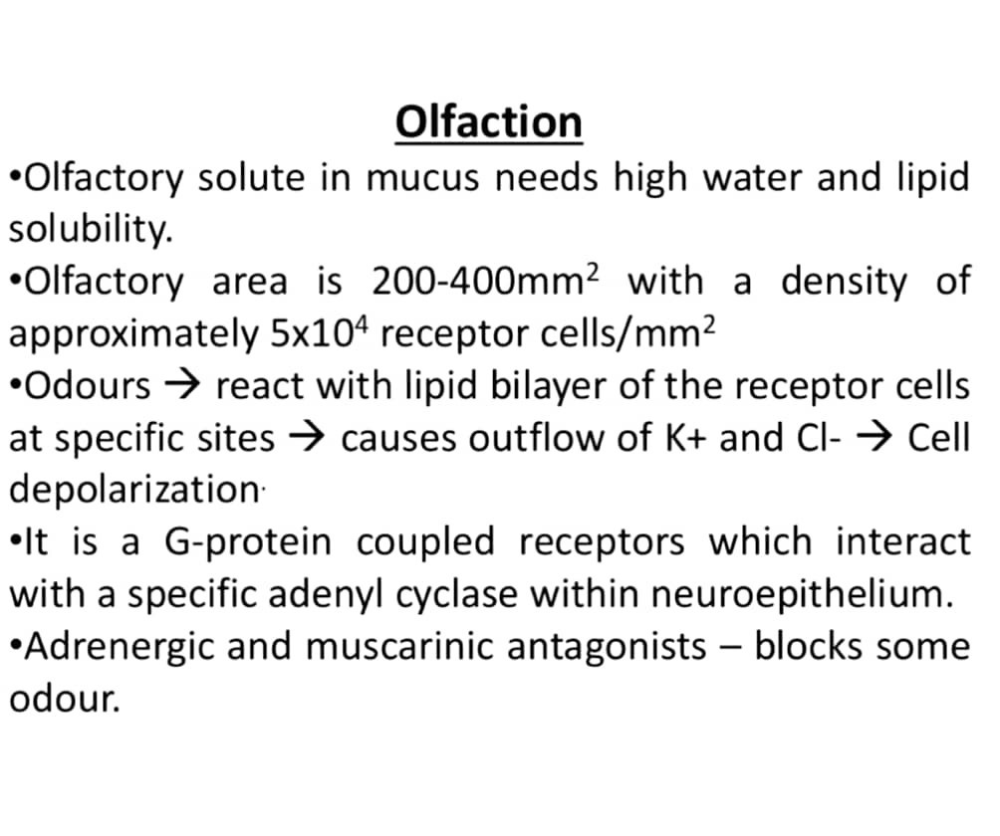 Olfaction
•Olfactory solute in mucus needs high water and lipid
solubility.
•Olfactory area is 200-400mm² with a density of
approximately 5x10⁴ receptor cells/mm²
•Odours → react with lipid bilayer of the receptor cells
at specific sites → causes outflow of K+ and Cl- → Cell
depolarization.
•It is a G-protein coupled receptors which interact
with a specific adenyl cyclase within neuroepithelium.
•Adrenergic and muscarinic antagonists – blocks some
odour.